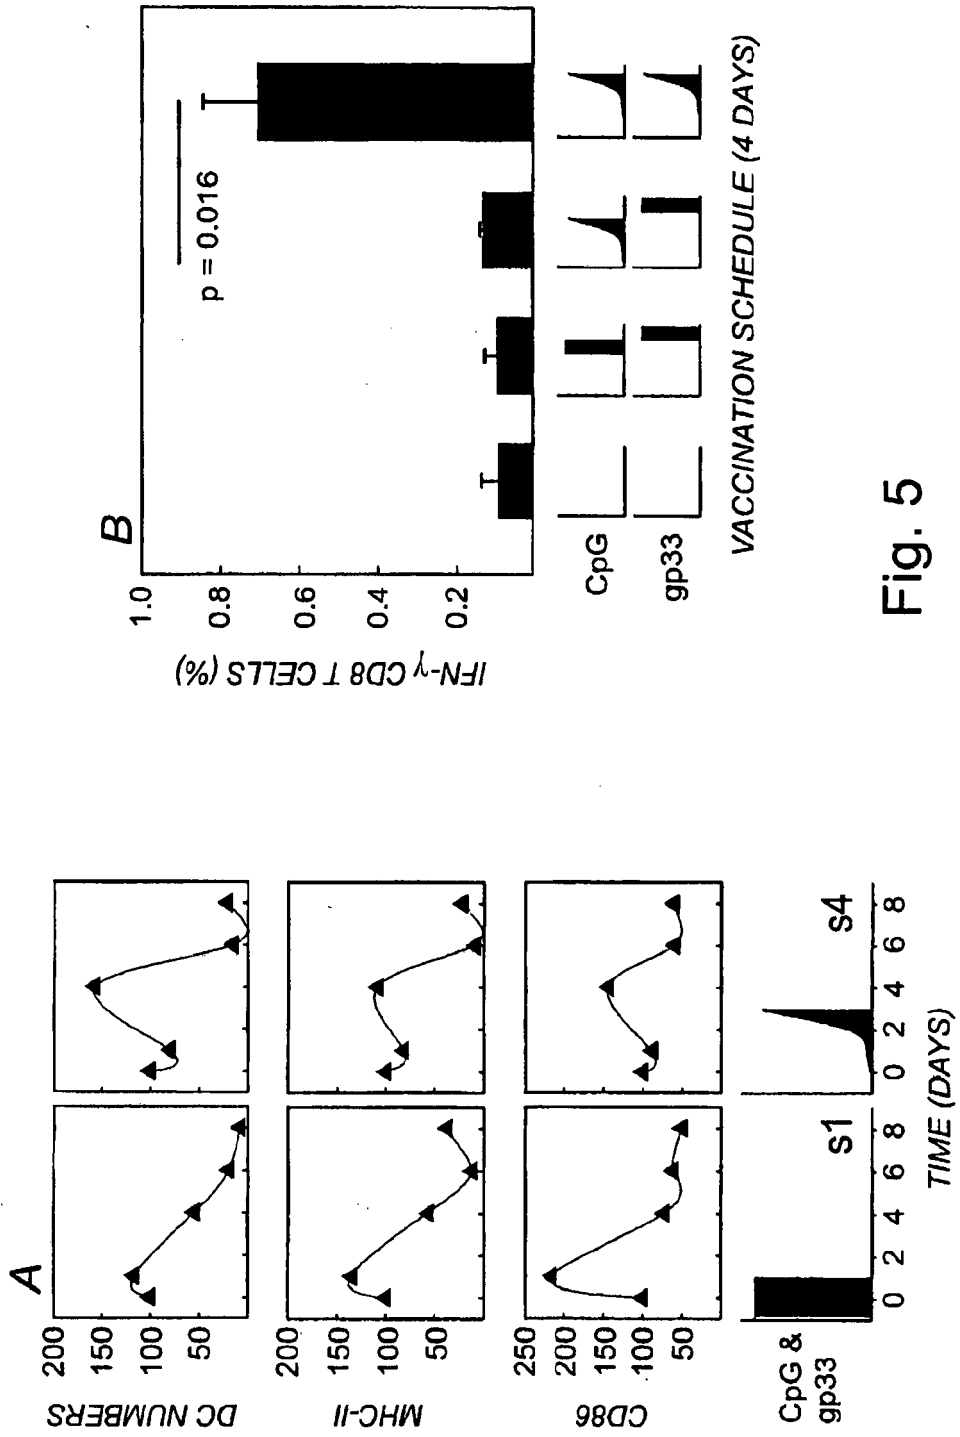 A
DC NUMBERS
200
150
100
50
MHC-II
200
150
100
50
CD86
250
200
150
100
50
CpG &
gp33
s1
s4
0 2 4 6 8
0 2 4 6 8
TIME (DAYS)
B
IFN-γ CD8 T CELLS (%)
1.0
0.8
0.6
0.4
0.2
p = 0.016
CpG
gp33
VACCINATION SCHEDULE (4 DAYS)
Fig. 5